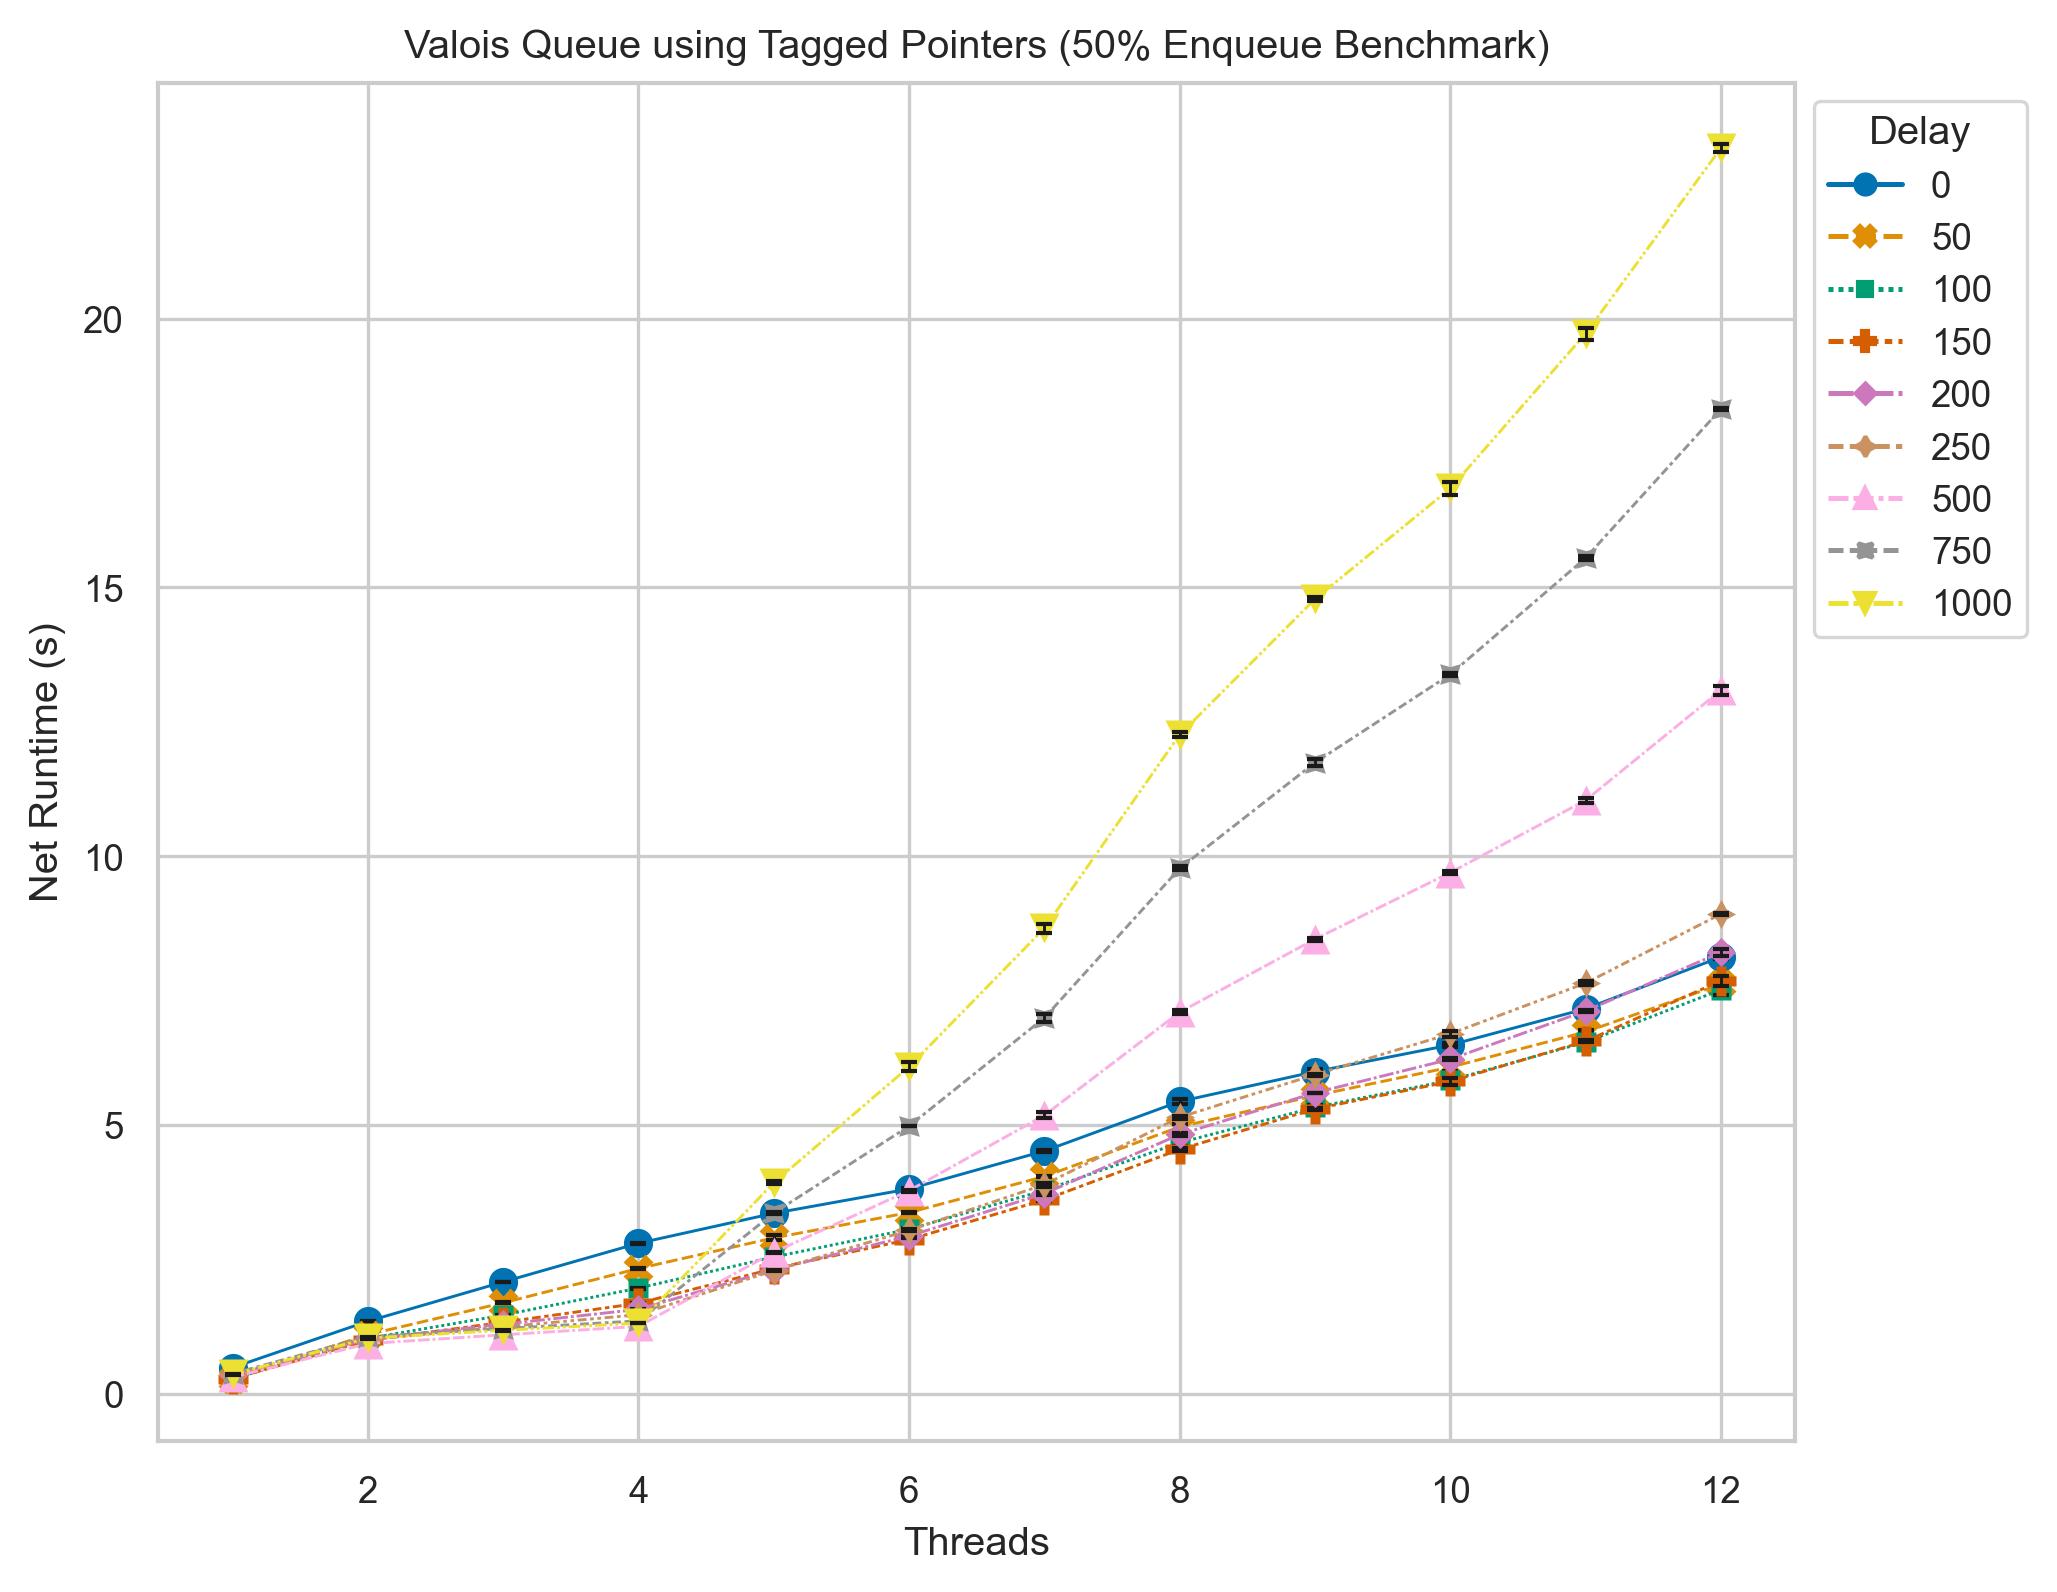 Valois Queue using Tagged Pointers (50% Enqueue Benchmark)
Delay
0
50
100
150
200
250
500
750
1000
Net Runtime (s)
20
15
10
5
0
2 4 6 8 10 12
Threads